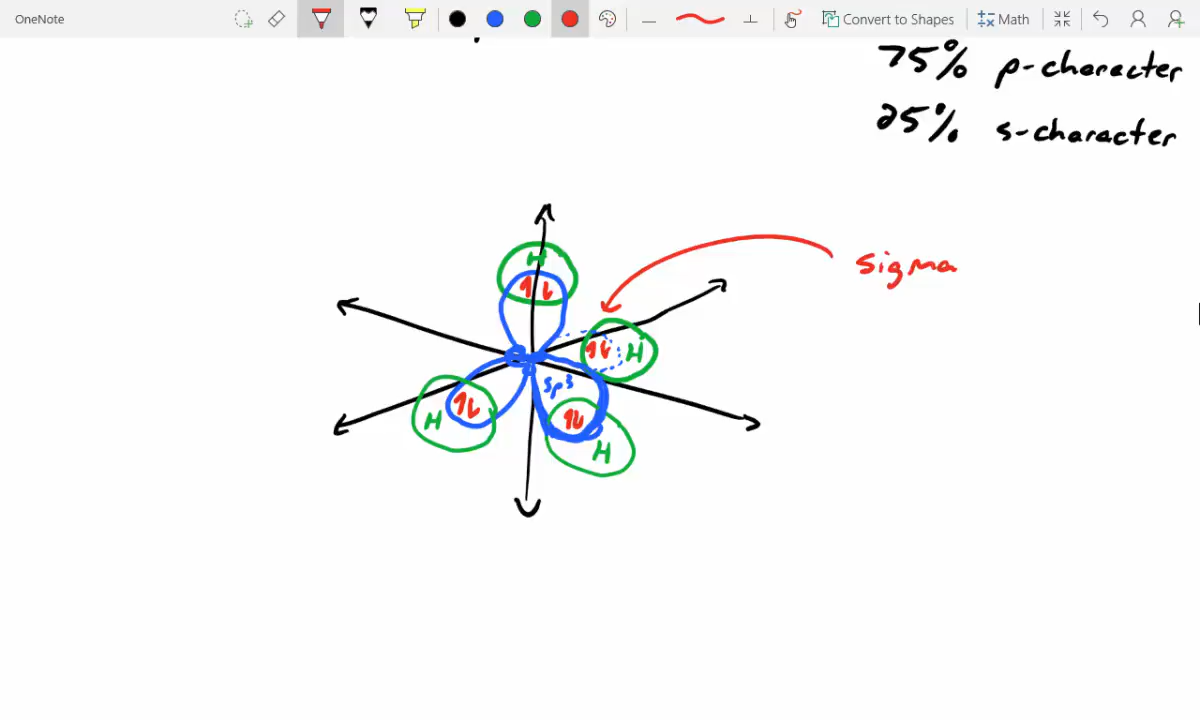 OneNote
Convert to Shapes
Math
75% p-character
25% s-character
H
sigma
H
sp3
H
H